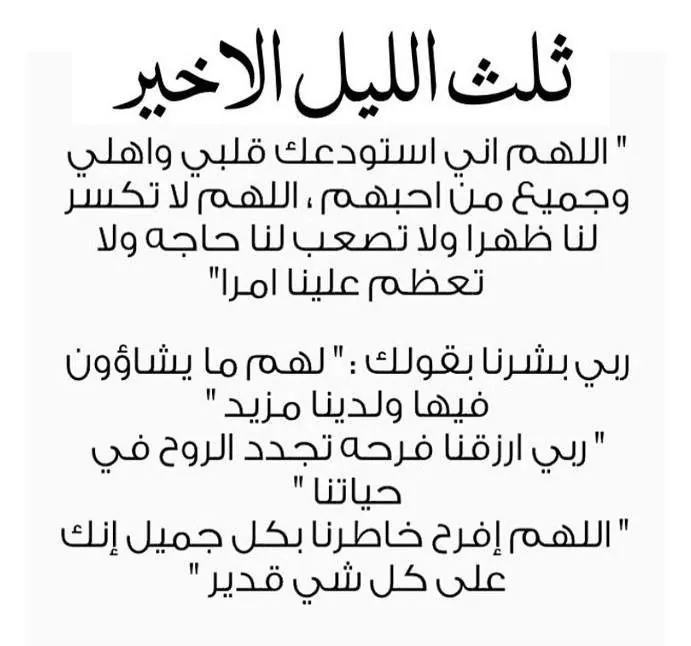 ثلث الليل الاخير
" اللهم اني استودعك قلبي واهلي
وجميع من احبهم ، اللهم لا تكسر
لنا ظهرا ولا تصعب لنا حاجه ولا
تعظم علينا امرا"
ربي بشرنا بقولك : " لهم ما يشاؤون
فيها ولدينا مزيد "
" ربي ارزقنا فرحه تجدد الروح في
حياتنا "
" اللهم إفرح خاطرنا بكل جميل إنك
على كل شي قدير "